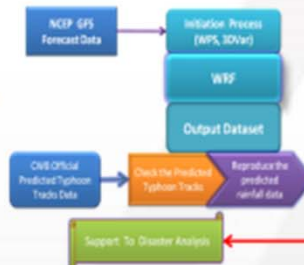 NCEP GFS
Forecast Data
Initiation Process
(WPS, 3DVar)
WRF
Output Dataset
CWB Official
Predicted Typhoon
Tracks Data
Check the Predicted
Typhoon Tracks
Reproduce the
predicted
rainfall data
Support To Disaster Analysis